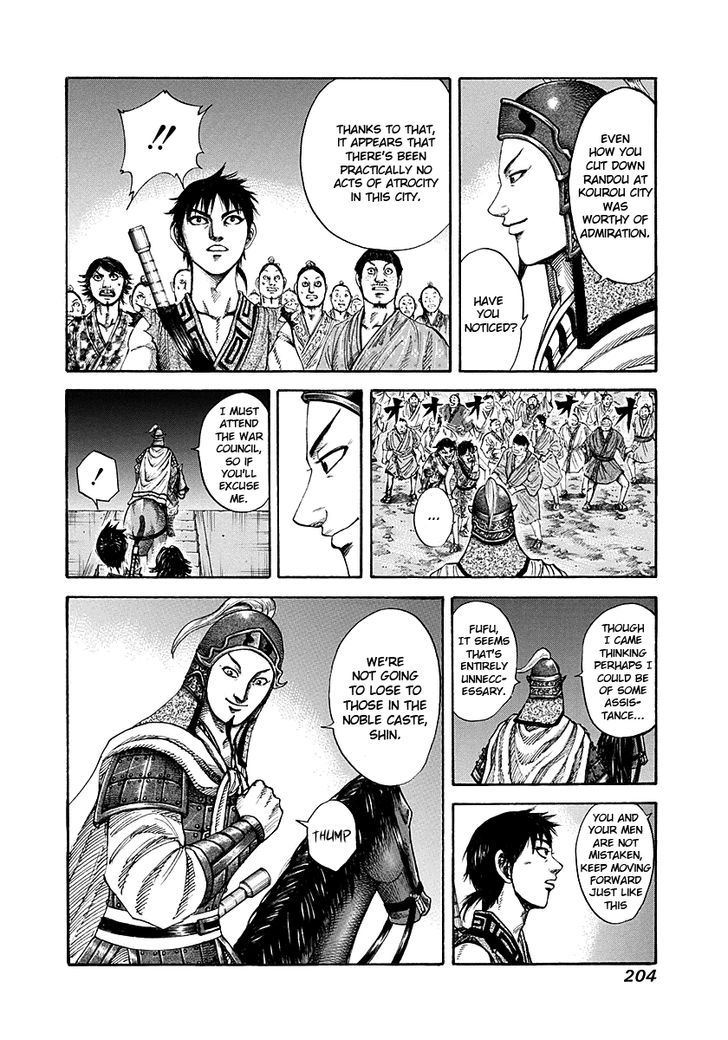 EVEN
HOW YOU
CUT DOWN
RANDOU AT
KOUROU CITY
WAS
WORTHY OF
ADMIRATION.
HAVE
YOU
NOTICED?
THANKS TO THAT,
IT APPEARS THAT
THERE'S BEEN
PRACTICALLY NO
ACTS OF ATROCITY
IN THIS CITY.
!!
オオ オ
...
I MUST
ATTEND
THE WAR
COUNCIL,
SO IF
YOU'LL
EXCUSE
ME.
!
THOUGH
I CAME
THINKING
PERHAPS I
COULD BE
OF SOME
ASSIS-
TANCE...
FUFU,
IT SEEMS
THAT'S
ENTIRELY
UNNECC-
ESSARY.
YOU AND
YOUR MEN
ARE NOT
MISTAKEN,
KEEP MOVING
FORWARD
JUST LIKE
THIS
WE'RE
NOT GOING
TO LOSE TO
THOSE IN THE
NOBLE CASTE,
SHIN.
THUMP
204